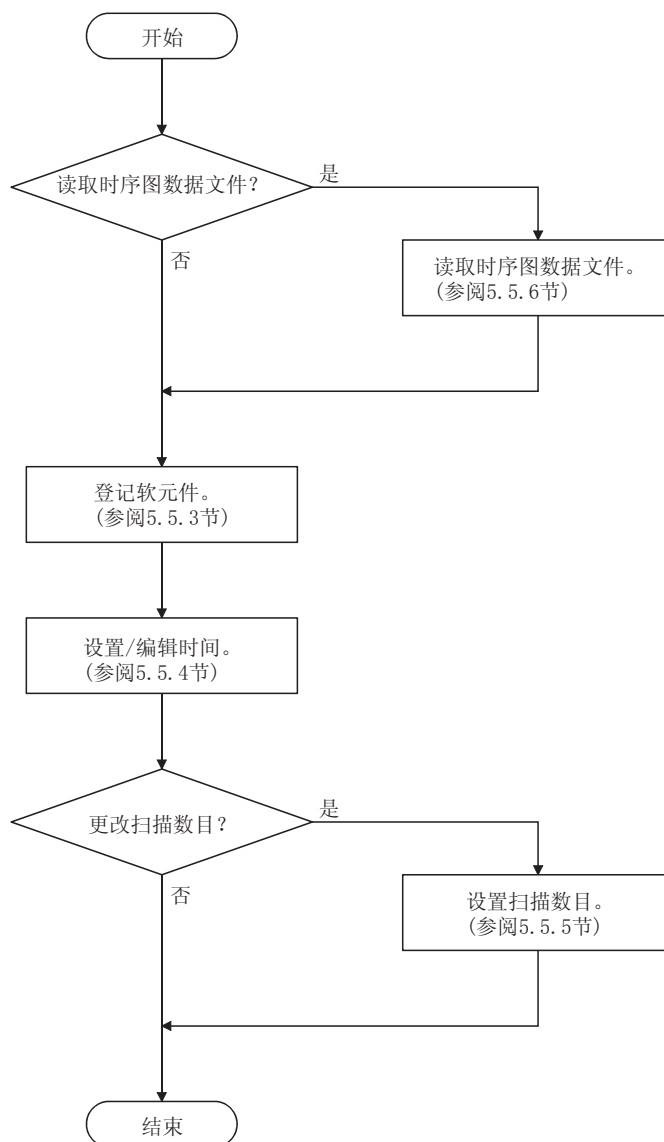 开始
读取时序图数据文件?
是
否
读取时序图数据文件。
(参阅5.5.6节)
登记软元件。
(参阅5.5.3节)
设置/编辑时间。
(参阅5.5.4节)
更改扫描数目?
是
否
设置扫描数目。
(参阅5.5.5节)
结束